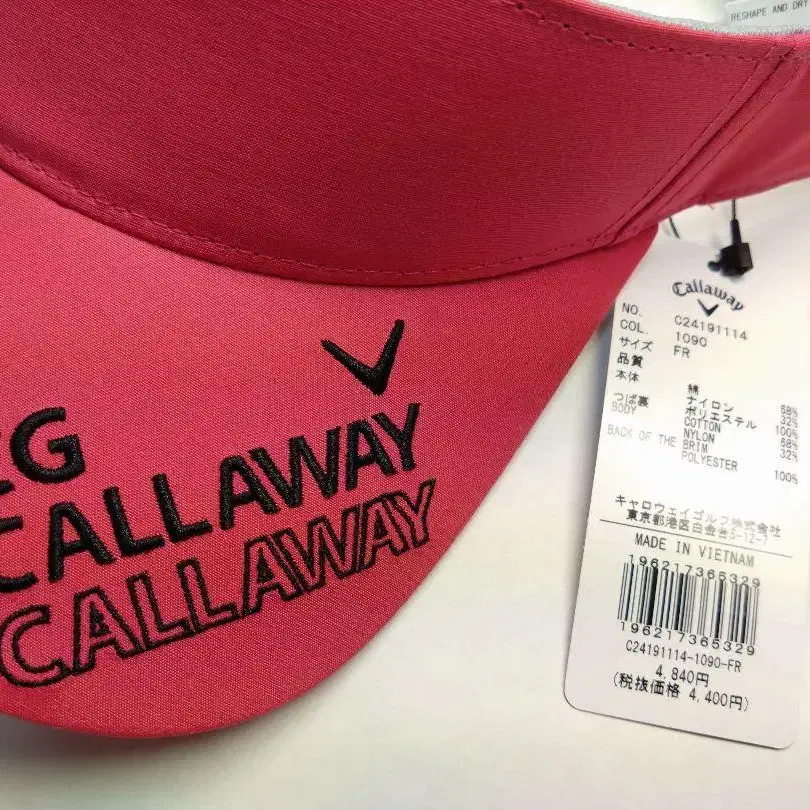 RESHAPE AND DRY
CALLAWAY
CALLAWAY
Callaway
NO. C24191114
COL. 1090
サイズ FR
品質
本体 綿 68%
ナイロン 32%
つば裏 ポリエステル 100%
BODY COTTON 68%
NYLON 32%
BACK OF THE BRIM
POLYESTER 100%
キャロウェイゴルフ株式会社
東京都港区白金台5-12-7
MADE IN VIETNAM
196217365329
196217365329
C24191114-1090-FR
4,840円
(税抜価格 4,400円)